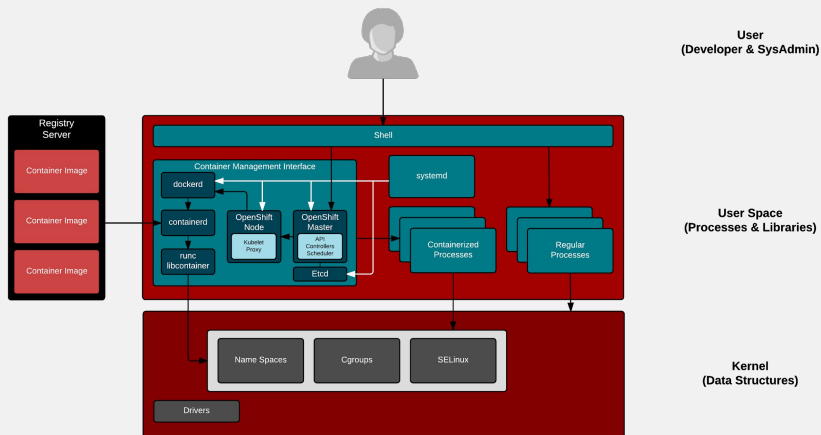 User
(Developer & SysAdmin)
Registry
Server
Container Image
Container Image
Container Image
Shell
Container Management Interface
dockerd
containerd
runc
libcontainer
OpenShift
Node
Kubelet
Proxy
OpenShift
Master
API
Controllers
Scheduler
Etcd
systemd
Containerized
Processes
Regular
Processes
User Space
(Processes & Libraries)
Name Spaces
Cgroups
SELinux
Drivers
Kernel
(Data Structures)